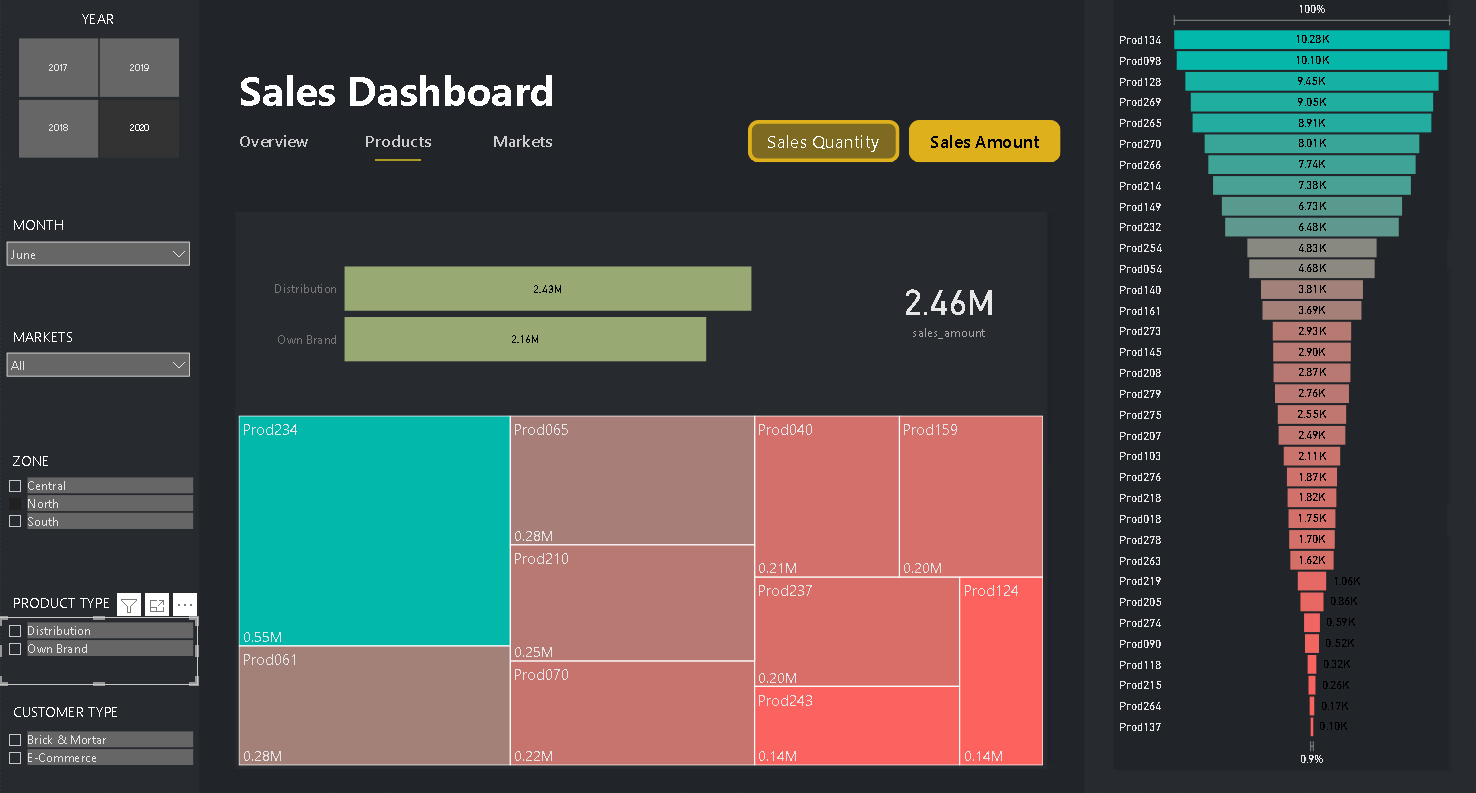 YEAR
2017
2019
2018
2020
MONTH
June
MARKETS
All
ZONE
Central
North
South
PRODUCT TYPE
Distribution
Own Brand
CUSTOMER TYPE
Brick & Mortar
E-Commerce
Sales Dashboard
Overview
Products
Markets
Sales Quantity
Sales Amount
Distribution
2.43M
Own Brand
2.16M
2.46M
sales_amount
Prod234
0.55M
Prod061
0.28M
Prod065
0.28M
Prod210
0.25M
Prod070
0.22M
Prod040
0.21M
Prod159
0.20M
Prod237
0.20M
Prod243
0.14M
Prod124
0.14M
100%
Prod134 10.28K
Prod098 10.10K
Prod128 9.45K
Prod269 9.05K
Prod265 8.91K
Prod270 8.01K
Prod266 7.74K
Prod214 7.38K
Prod149 6.73K
Prod232 6.48K
Prod254 4.83K
Prod054 4.68K
Prod140 3.81K
Prod161 3.69K
Prod273 2.93K
Prod145 2.90K
Prod208 2.87K
Prod279 2.76K
Prod275 2.55K
Prod207 2.49K
Prod103 2.11K
Prod276 1.87K
Prod218 1.82K
Prod018 1.75K
Prod278 1.70K
Prod263 1.62K
Prod219 1.06K
Prod205 0.86K
Prod274 0.59K
Prod090 0.52K
Prod118 0.32K
Prod215 0.26K
Prod264 0.17K
Prod137 0.10K
0.9%